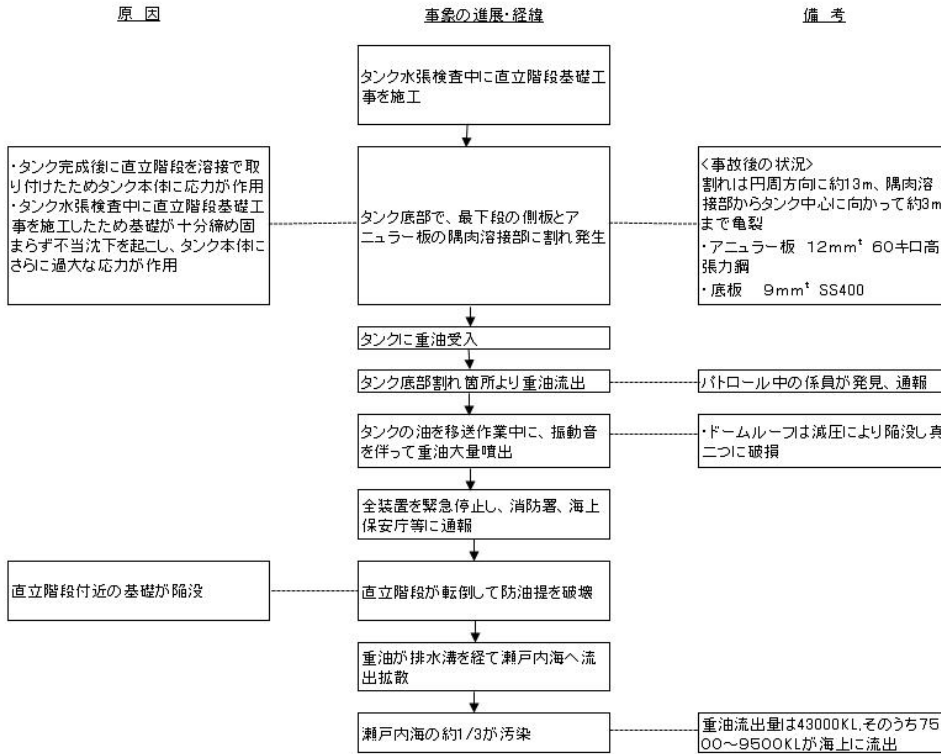 原　因
事象の進展・経緯
備　考
タンク水張検査中に直立階段基礎工
事を施工
・タンク完成後に直立階段を溶接で取
り付けたためタンク本体に応力が作用
・タンク水張検査中に直立階段基礎工
事を施工したため基礎が十分締め固
まらず不当沈下を起こし、タンク本体に
さらに過大な応力が作用
タンク底部で、最下段の側板とア
ニュラー板の隅肉溶接部に割れ発生
<事故後の状況>
割れは円周方向に約13m、隅肉溶
接部からタンク中心に向かって約3m
まで亀裂
・アニュラー板 12mmᵗ 60キロ高
張力鋼
・底板　9mmᵗ SS400
タンクに重油受入
タンク底部割れ箇所より重油流出
パトロール中の係員が発見、通報
タンクの油を移送作業中に、振動音
を伴って重油大量噴出
・ドームルーフは減圧により陥没し真
二つに破損
全装置を緊急停止し、消防署、海上
保安庁等に通報
直立階段付近の基礎が陥没
直立階段が転倒して防油提を破壊
重油が排水溝を経て瀬戸内海へ流
出拡散
瀬戸内海の約1/3が汚染
重油流出量は43000KL,そのうち75
00～9500KLが海上に流出